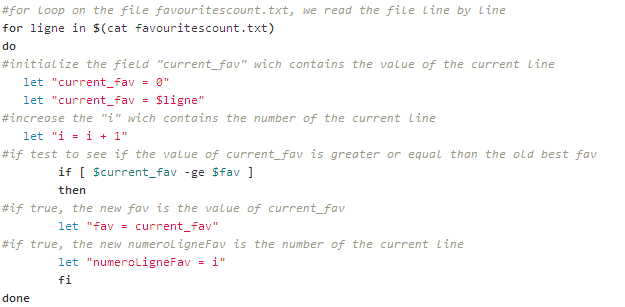 #for loop on the file favouritescount.txt, we read the file line by line
for ligne in $(cat favouritescount.txt)
do
#initialize the field "current_fav" wich contains the value of the current line
let "current_fav = 0"
let "current_fav = $ligne"
#increase the "i" wich contains the number of the current line
let "i = i + 1"
#if test to see if the value of current_fav is greater or equal than the old best fav
if [ $current_fav -ge $fav ]
then
#if true, the new fav is the value of current_fav
let "fav = current_fav"
#if true, the new numeroLigneFav is the number of the current line
let "numeroLigneFav = i"
fi
done